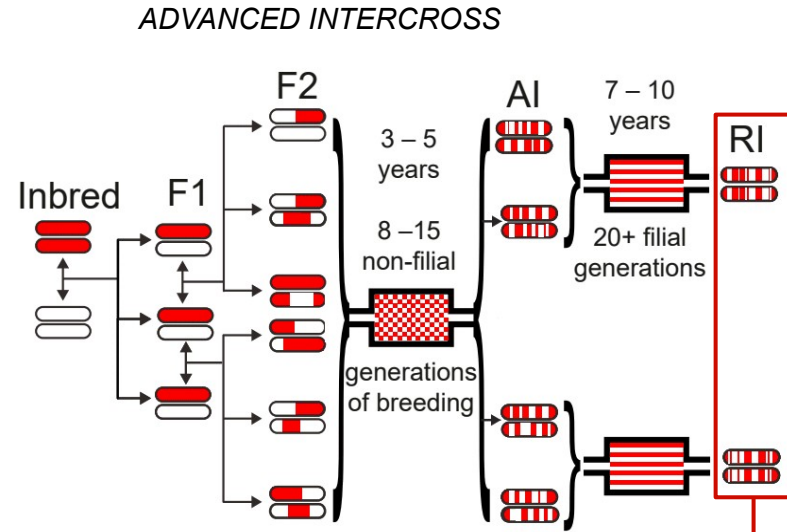 ADVANCED INTERCROSS
Inbred
F1
F2
3 – 5
years
8 –15
non-filial
generations
of breeding
AI
7 – 10
years
20+ filial
generations
RI